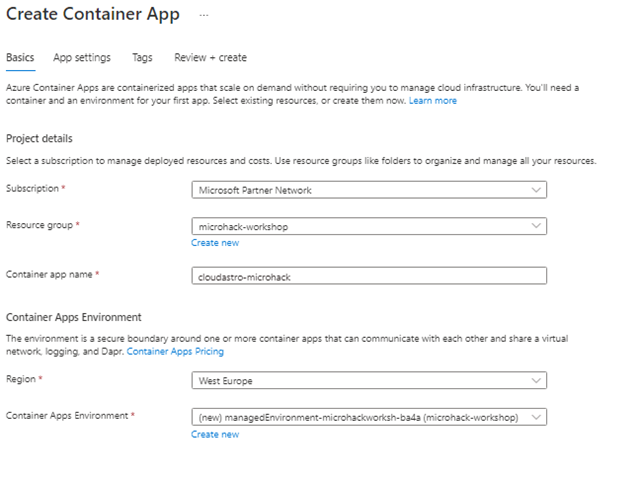 Create Container App ...
Basics App settings Tags Review + create
Azure Container Apps are containerized apps that scale on demand without requiring you to manage cloud infrastructure. You'll need a
container and an environment for your first app. Select existing resources, or create them now. Learn more
Project details
Select a subscription to manage deployed resources and costs. Use resource groups like folders to organize and manage all your resources.
Subscription * Microsoft Partner Network
Resource group * microhack-workshop
Create new
Container app name * cloudastro-microhack
Container Apps Environment
The environment is a secure boundary around one or more container apps that can communicate with each other and share a virtual
network, logging, and Dapr. Container Apps Pricing
Region * West Europe
Container Apps Environment * (new) managedEnvironment-microhackworksh-ba4a (microhack-workshop)
Create new